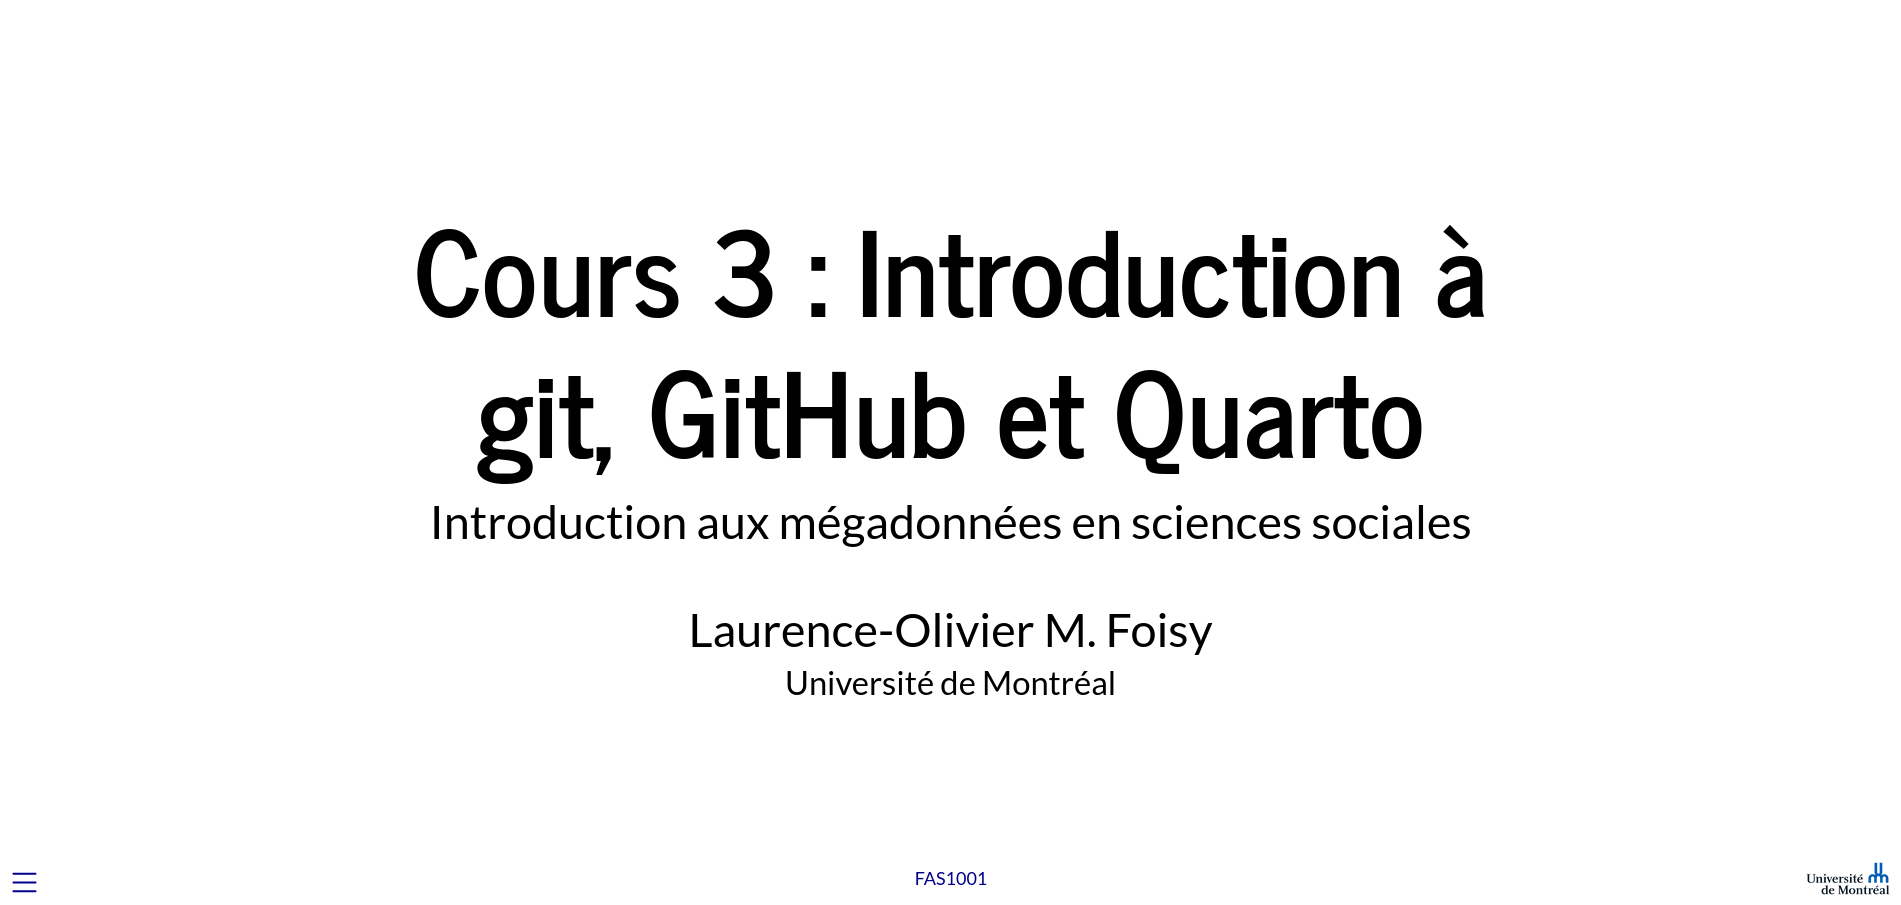 Cours 3 : Introduction à
git, GitHub et Quarto
Introduction aux mégadonnées en sciences sociales
Laurence-Olivier M. Foisy
Université de Montréal
FAS1001
Université
de Montréal